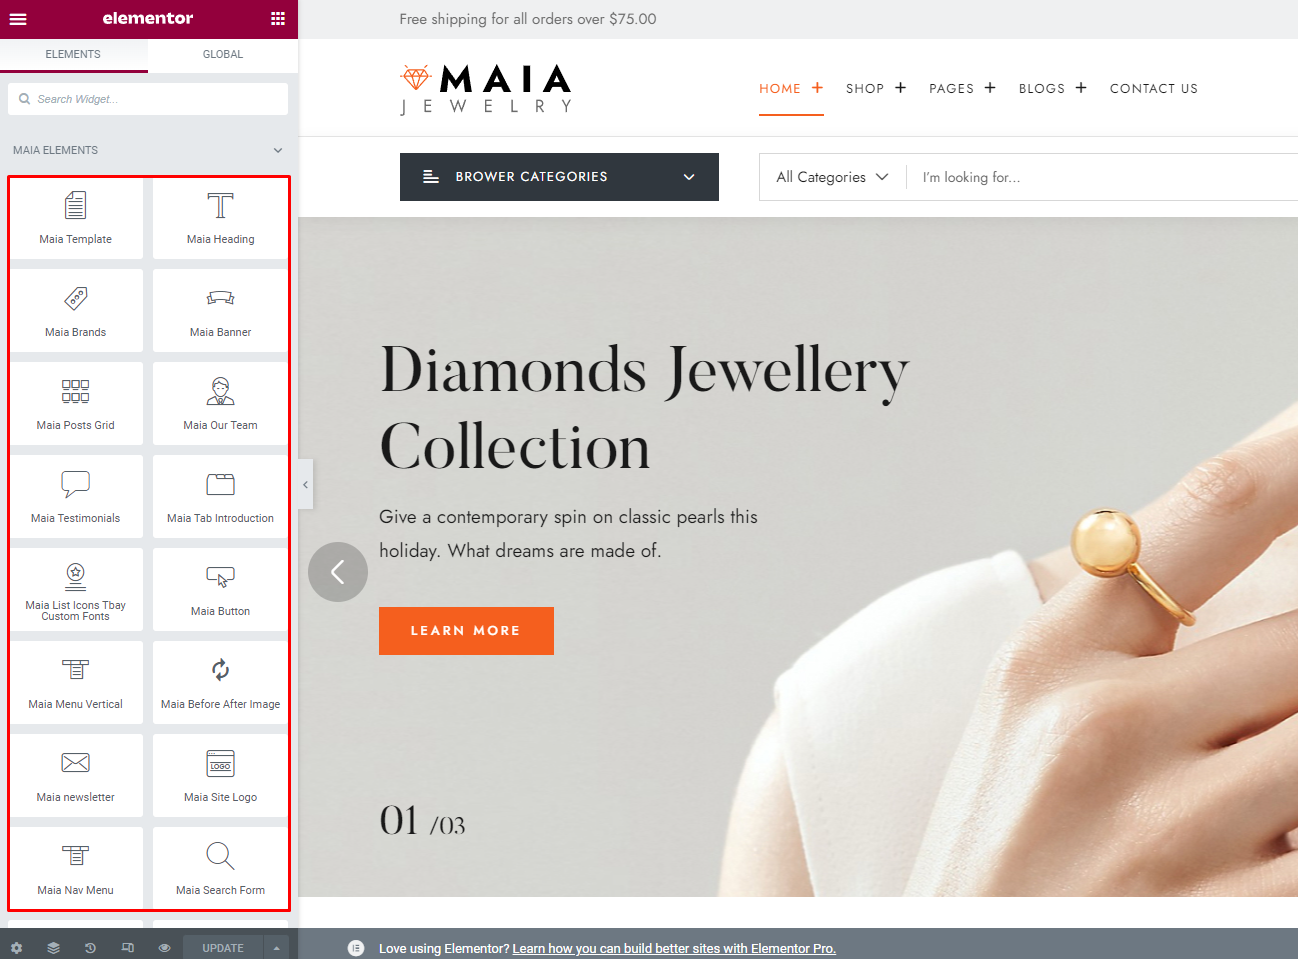 elementor
ELEMENTS
GLOBAL
Search Widget...
MAIA ELEMENTS
Maia Template
Maia Heading
Maia Brands
Maia Banner
Maia Posts Grid
Maia Our Team
Maia Testimonials
Maia Tab Introduction
Maia List Icons Tbay
Custom Fonts
Maia Button
Maia Menu Vertical
Maia Before After Image
Maia newsletter
LOGO
Maia Site Logo
Maia Nav Menu
Maia Search Form
UPDATE
Free shipping for all orders over $75.00
MAIA
JEWELRY
HOME + SHOP + PAGES + BLOGS + CONTACT US
BROWER CATEGORIES
All Categories
I'm looking for...
Diamonds Jewellery
Collection
Give a contemporary spin on classic pearls this
holiday. What dreams are made of.
LEARN MORE
01 /03
Love using Elementor? Learn how you can build better sites with Elementor Pro.